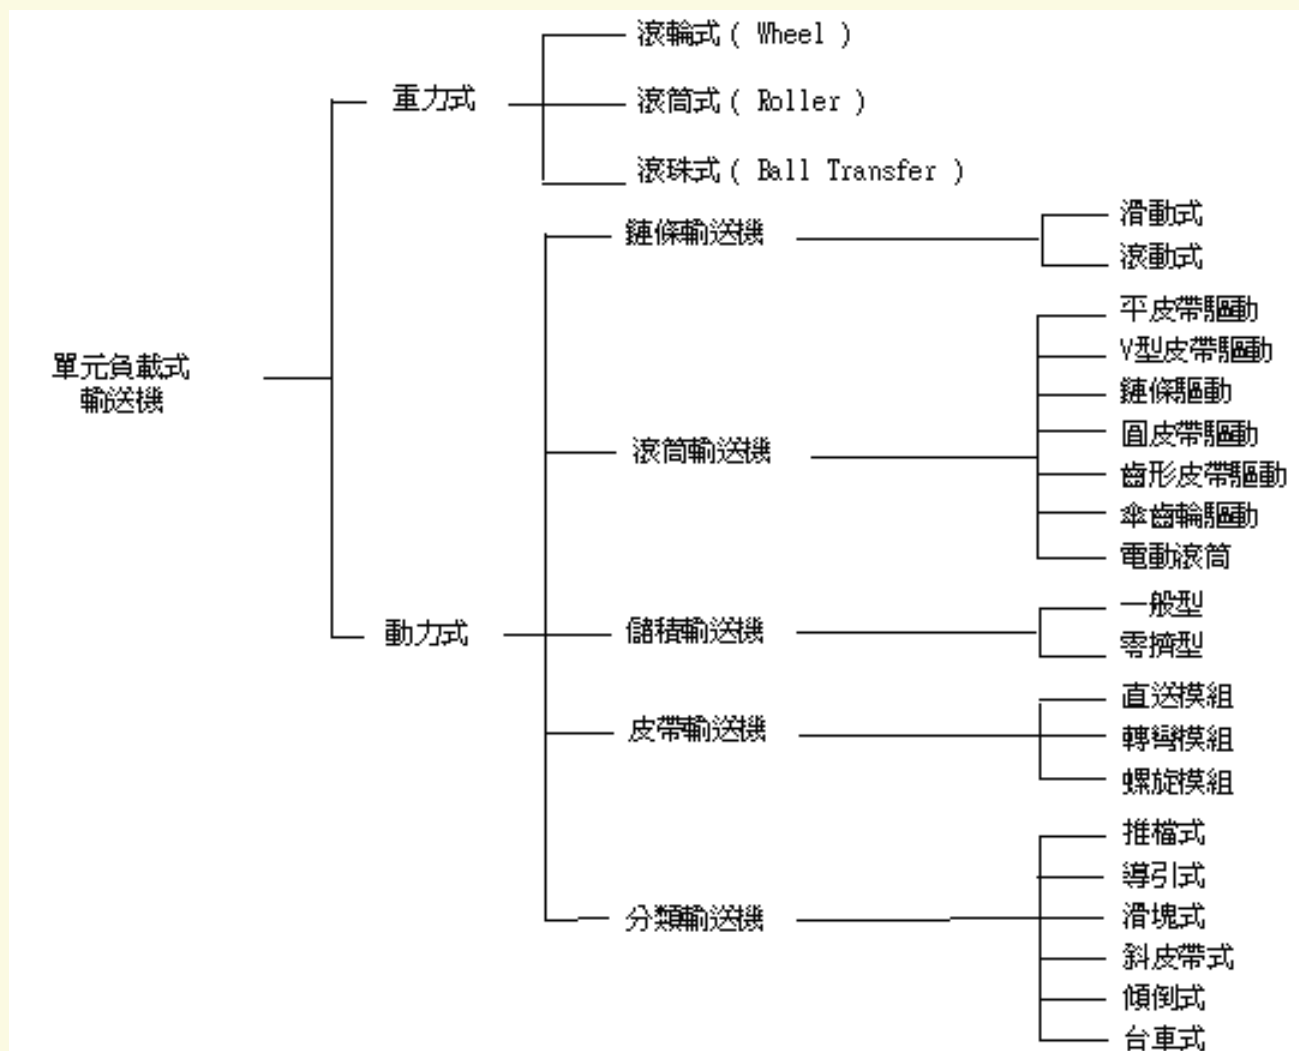 單元負載式
輸送機
重力式
滾輪式 ( Wheel )
滾筒式 ( Roller )
滾珠式 ( Ball Transfer )
動力式
鏈條輸送機
滑動式
滾動式
滾筒輸送機
平皮帶驅動
V型皮帶驅動
鏈條驅動
圓皮帶驅動
齒形皮帶驅動
傘齒輪驅動
電動滾筒
儲積輸送機
一般型
零擠型
皮帶輸送機
直送模組
轉彎模組
螺旋模組
分類輸送機
推檔式
導引式
滑塊式
斜皮帶式
傾倒式
台車式